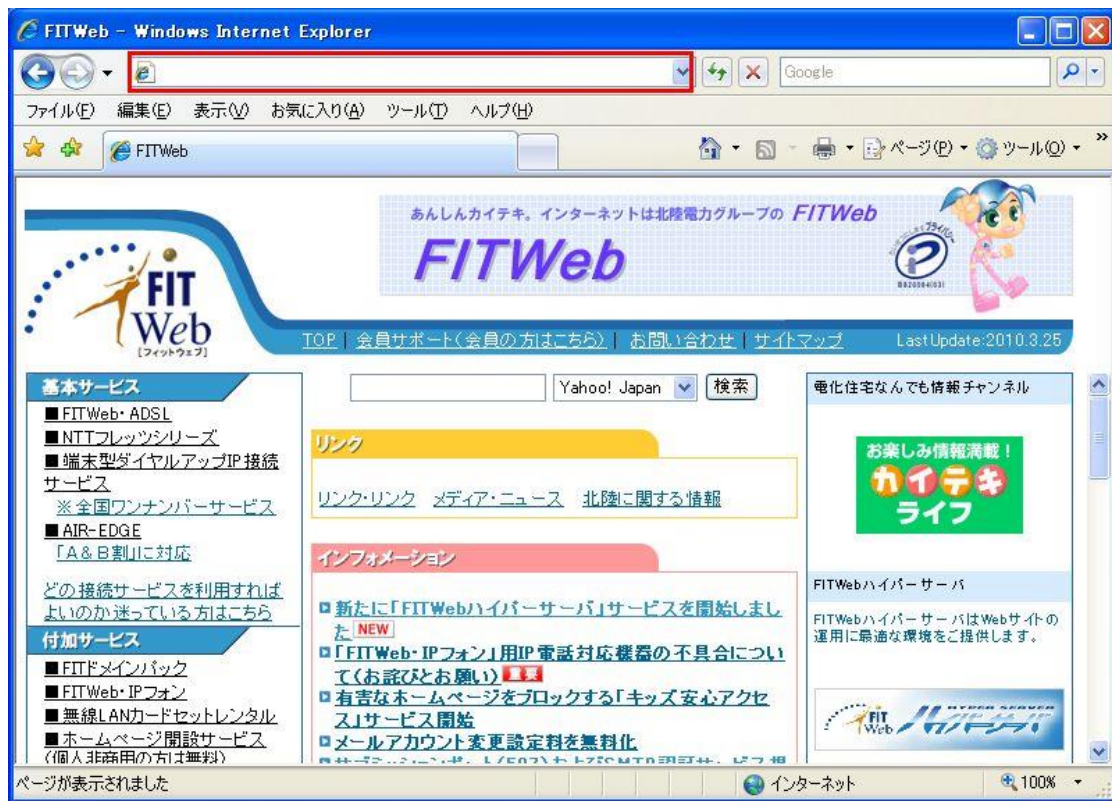 FITWeb - Windows Internet Explorer
Google
ファイル(F) 編集(E) 表示(V) お気に入り(A) ツール(T) ヘルプ(H)
FITWeb
ページ(P) ツール(O)
あんしんカイテキ。インターネットは北陸電力グループの FITWeb
FITWeb
FIT
Web
[フィットウェブ]
TOP | 会員サポート(会員の方はこちら) | お問い合わせ | サイトマップ
LastUpdate:2010.3.25
基本サービス
■FITWeb・ADSL
■NTTフレッツシリーズ
■端末型ダイヤルアップIP接続
サービス
※全国ワンナンバーサービス
■AIR-EDGE
「A&B割」に対応
どの接続サービスを利用すれば
よいのか迷っている方はこちら
付加サービス
■FITドメインパック
■FITWeb・IPフォン
■無線LANカードセットレンタル
■ホームページ開設サービス
(個人非商用の方は無料)
Yahoo! Japan 検索
リンク
リンク・リンク メディア・ニュース 北陸に関する情報
インフォメーション
新たに「FITWebハイパーサーバ」サービスを開始しまし
た NEW
「FITWeb・IPフォン」用IP電話対応機器の不具合につい
て(お詫びとお願い) 重要
有害なホームページをブロックする「キッズ安心アクセ
ス」サービス開始
メールアカウント変更設定料を無料化
電化住宅なんでも情報チャンネル
お楽しみ情報満載！
カイテキ
ライフ
FITWebハイパーサーバ
FITWebハイパーサーバはWebサイトの
運用に最適な環境をご提供します。
FIT
Web
HYPER SERVER
ハイパーサーバ
ページが表示されました
インターネット
100%